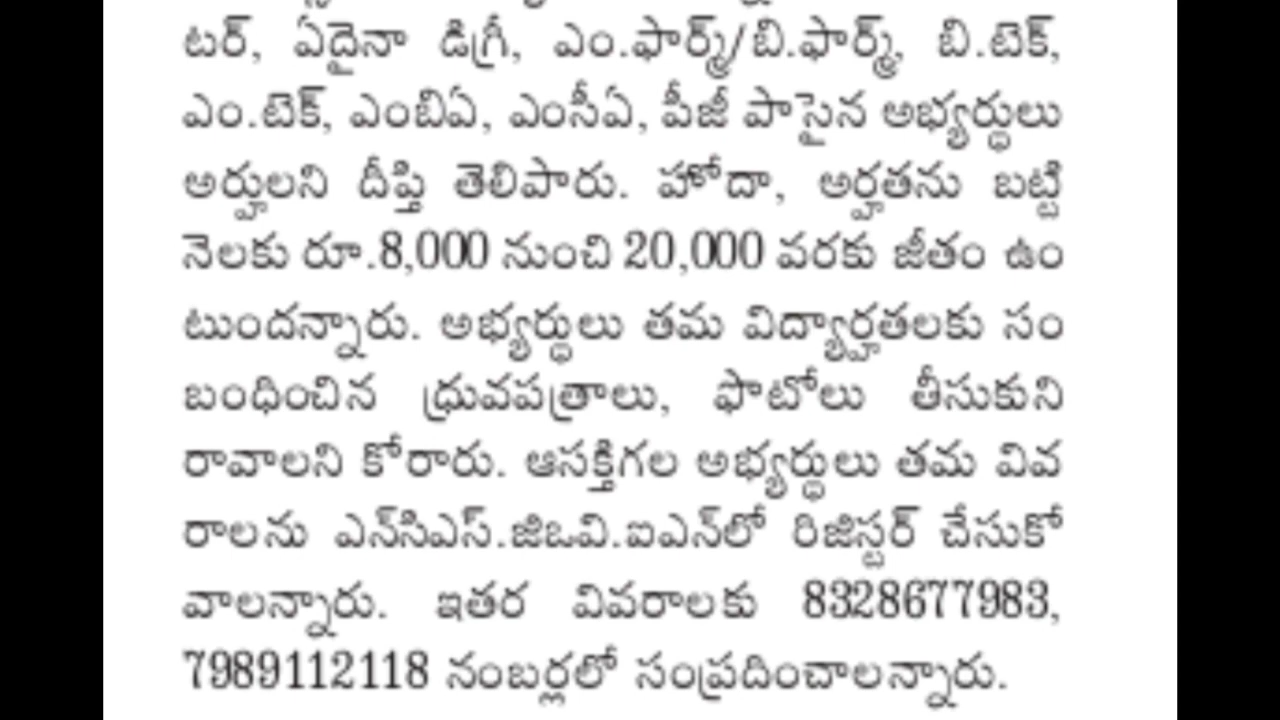 టర్, ఏదైనా డిగ్రీ, ఎం.ఫార్మ్/బి.ఫార్మ్, బి.టెక్,
ఎం.టెక్, ఎంబిఏ, ఎంసీఏ, పీజీ పాసైన అభ్యర్థులు
అర్హులని దీప్తి తెలిపారు. హోదా, అర్హతను బట్టి
నెలకు రూ.8,000 నుంచి 20,000 వరకు జీతం ఉం
టుందన్నారు. అభ్యర్థులు తమ విద్యార్హతలకు సం
బంధించిన ధ్రువపత్రాలు, ఫొటోలు తీసుకుని
రావాలని కోరారు. ఆసక్తిగల అభ్యర్థులు తమ వివ
రాలను ఎన్‌సిఎస్.జిఒవి.ఐఎన్‌లో రిజిస్టర్ చేసుకో
వాలన్నారు. ఇతర వివరాలకు 8328677983,
7989112118 నంబర్లలో సంప్రదించాలన్నారు.